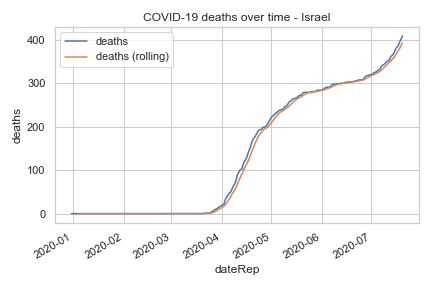 COVID-19 deaths over time - Israel
deaths
deaths (rolling)
400
300
200
100
0
deaths
2020-01
2020-02
2020-03
2020-04
2020-05
2020-06
2020-07
dateRep